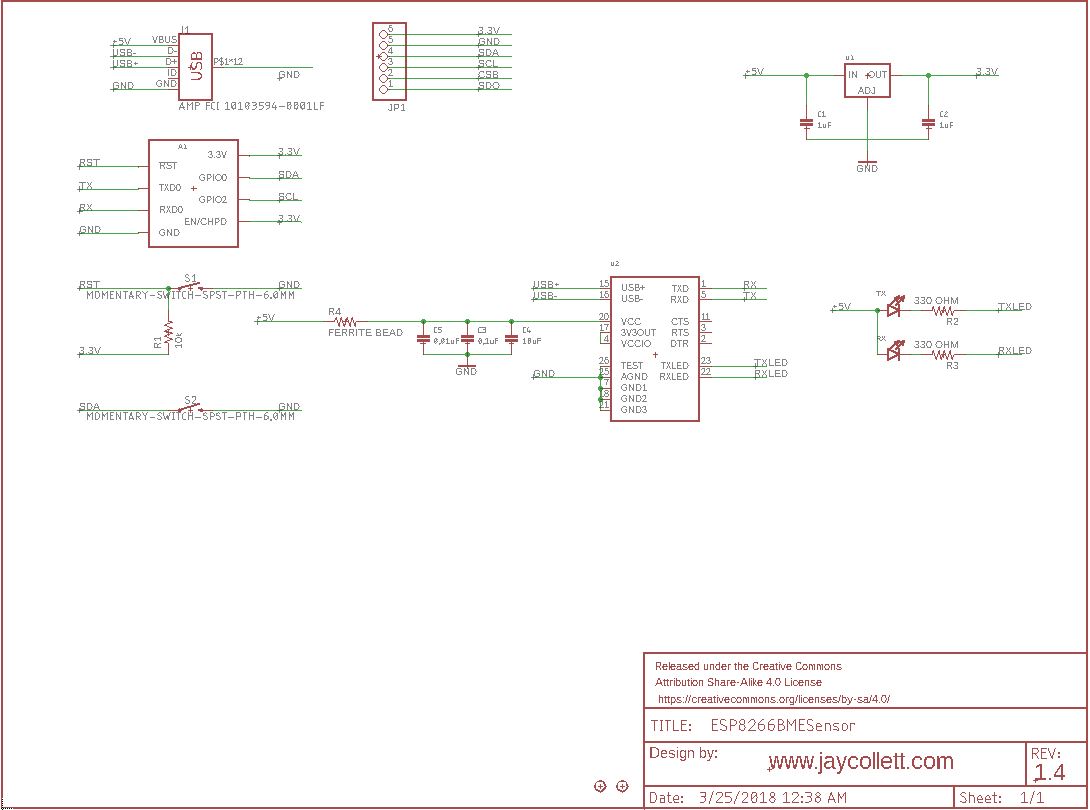 J1
+5V VBUS
USB- D-
USB+ D+
ID
GND GND
USB
P$1*12
GND
AMP FCI 10103594-0001LF
6 3.3V
5 GND
4 SDA
3 SCL
2 CSB
1 SDO
JP1
U1
+5V IN OUT 3.3V
ADJ
C1
1uF
C2
1uF
GND
A1
3.3V 3.3V
RST RST
GPIO0 SDA
TX TXD0
GPIO2 SCL
RX RXD0
EN/CHPD 3.3V
GND GND
RST S1 GND
MOMENTARY-SWITCH-SPST-PTH-6.0MM
R1
10k
3.3V
SDA S2 GND
MOMENTARY-SWITCH-SPST-PTH-6.0MM
+5V
R4
FERRITE BEAD
C5
0,01uF
C3
0,1uF
C4
10uF
GND
U2
USB+ 15 USB+ TXD 1 RX
USB- 16 USB- RXD 5 TX
20 VCC CTS 11
17 3V3OUT RTS 3
4 VCCIO DTR 2
26 TEST TXLED 23 TXLED
GND 25 AGND RXLED 22 RXLED
7 GND1
18 GND2
21 GND3
+5V
TX
330 OHM
R2
TXLED
RX
330 OHM
R3
RXLED
Released under the Creative Commons
Attribution Share-Alike 4.0 License
https://creativecommons.org/licenses/by-sa/4.0/
TITLE: ESP8266BMESensor
Design by: www.jaycollett.com
REV:
1.4
Date: 3/25/2018 12:38 AM
Sheet: 1/1